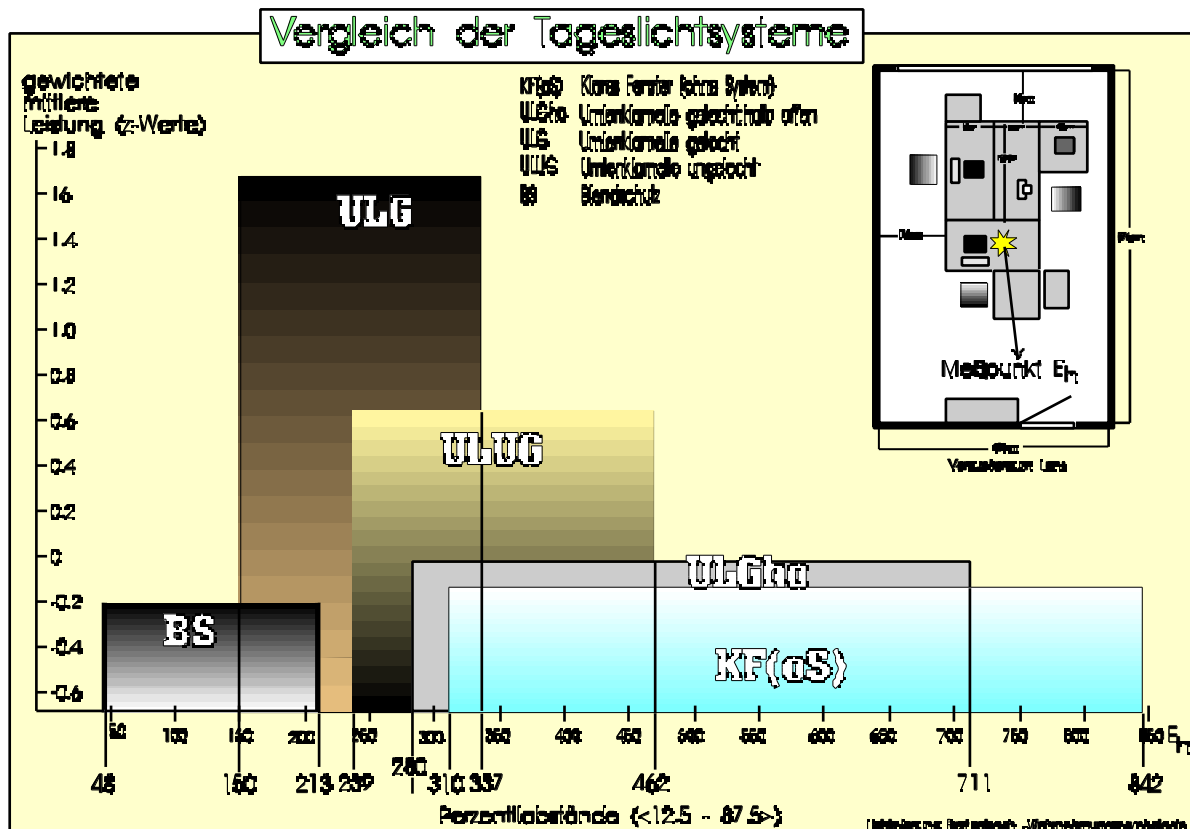 Vergleich der Tageslichtsysteme
gewichtete
mittlere
Leistung (z-Werte)
KF(oS) Klares Fenster (ohne System)
ULGho Umlenklamelle gelocht halb offen
ULG Umlenklamelle gelocht
ULUG Umlenklamelle ungelocht
BS Blendschutz
1.8
1.6
1.4
1.2
1.0
0.8
0.6
0.4
0.2
0
-0.2
-0.4
-0.6
ULG
ULUG
ULGho
BS
KF(oS)
Meßpunkt Eh
50 100 150 200 250 300 350 400 450 500 550 600 650 700 750 800 850 Eh
48 150 213 239 280 310 337 462 711 842
Perzentilabstände (<12.5 - 87.5>)